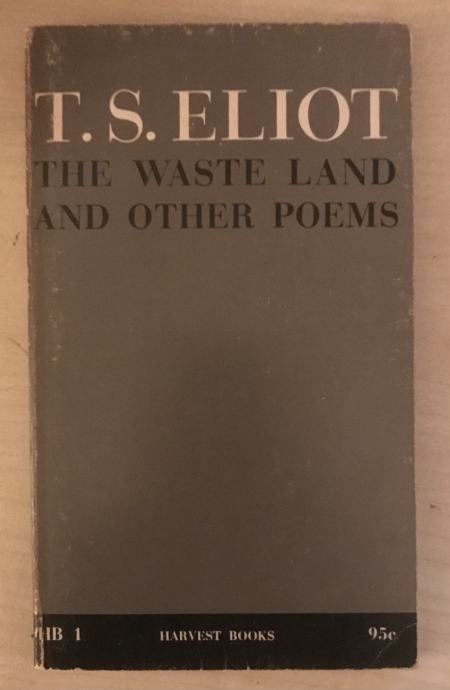 T. S. ELIOT
THE WASTE LAND
AND OTHER POEMS
HB 1 HARVEST BOOKS 95c